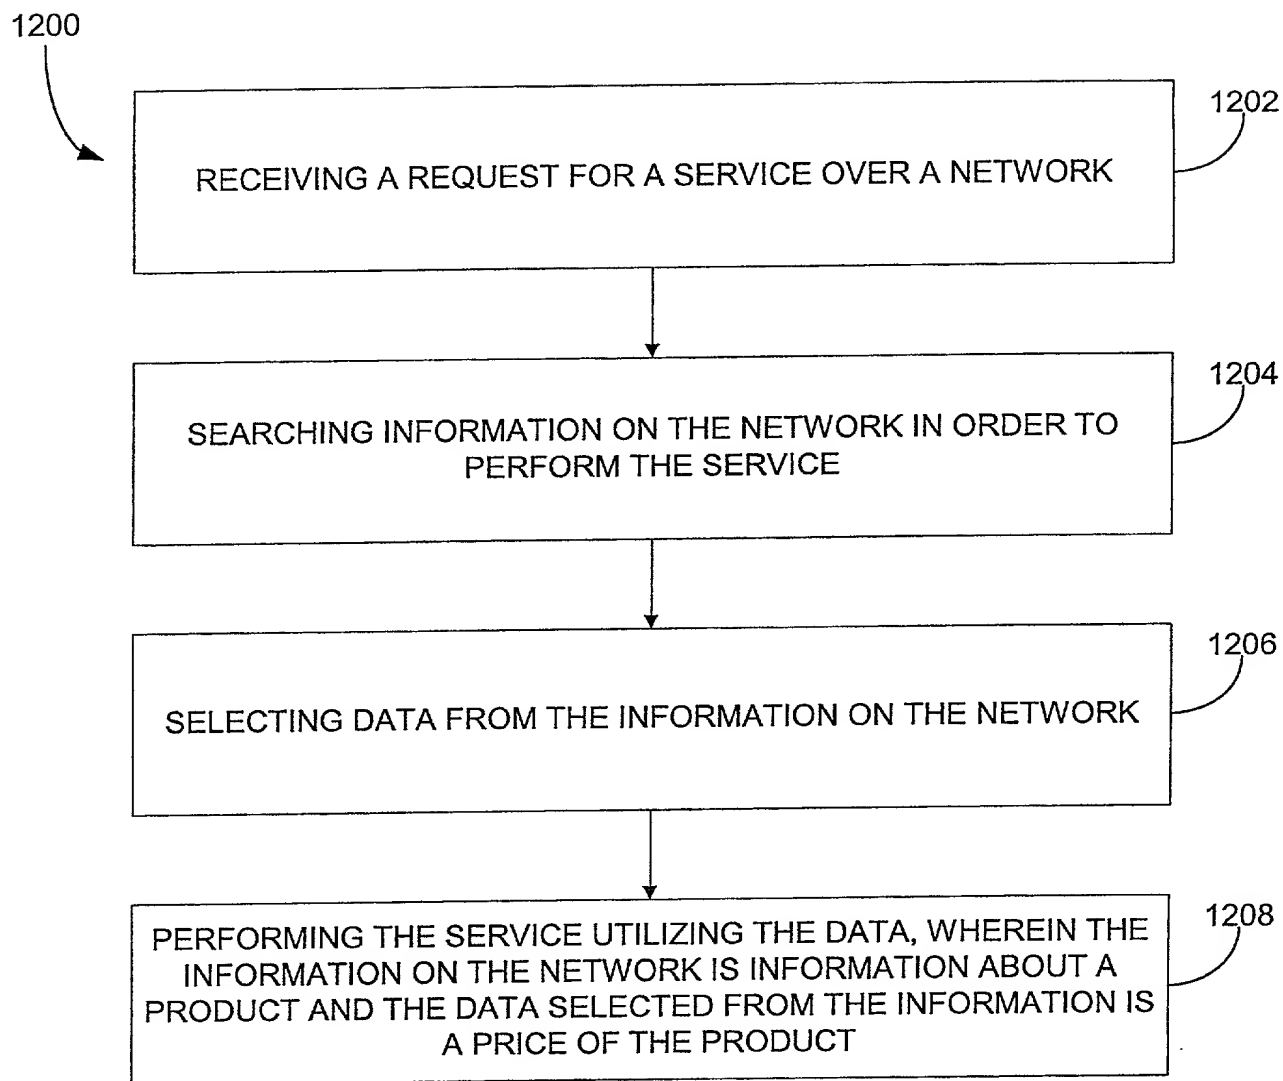 1200
1202
RECEIVING A REQUEST FOR A SERVICE OVER A NETWORK
1204
SEARCHING INFORMATION ON THE NETWORK IN ORDER TO
PERFORM THE SERVICE
1206
SELECTING DATA FROM THE INFORMATION ON THE NETWORK
1208
PERFORMING THE SERVICE UTILIZING THE DATA, WHEREIN THE
INFORMATION ON THE NETWORK IS INFORMATION ABOUT A
PRODUCT AND THE DATA SELECTED FROM THE INFORMATION IS
A PRICE OF THE PRODUCT